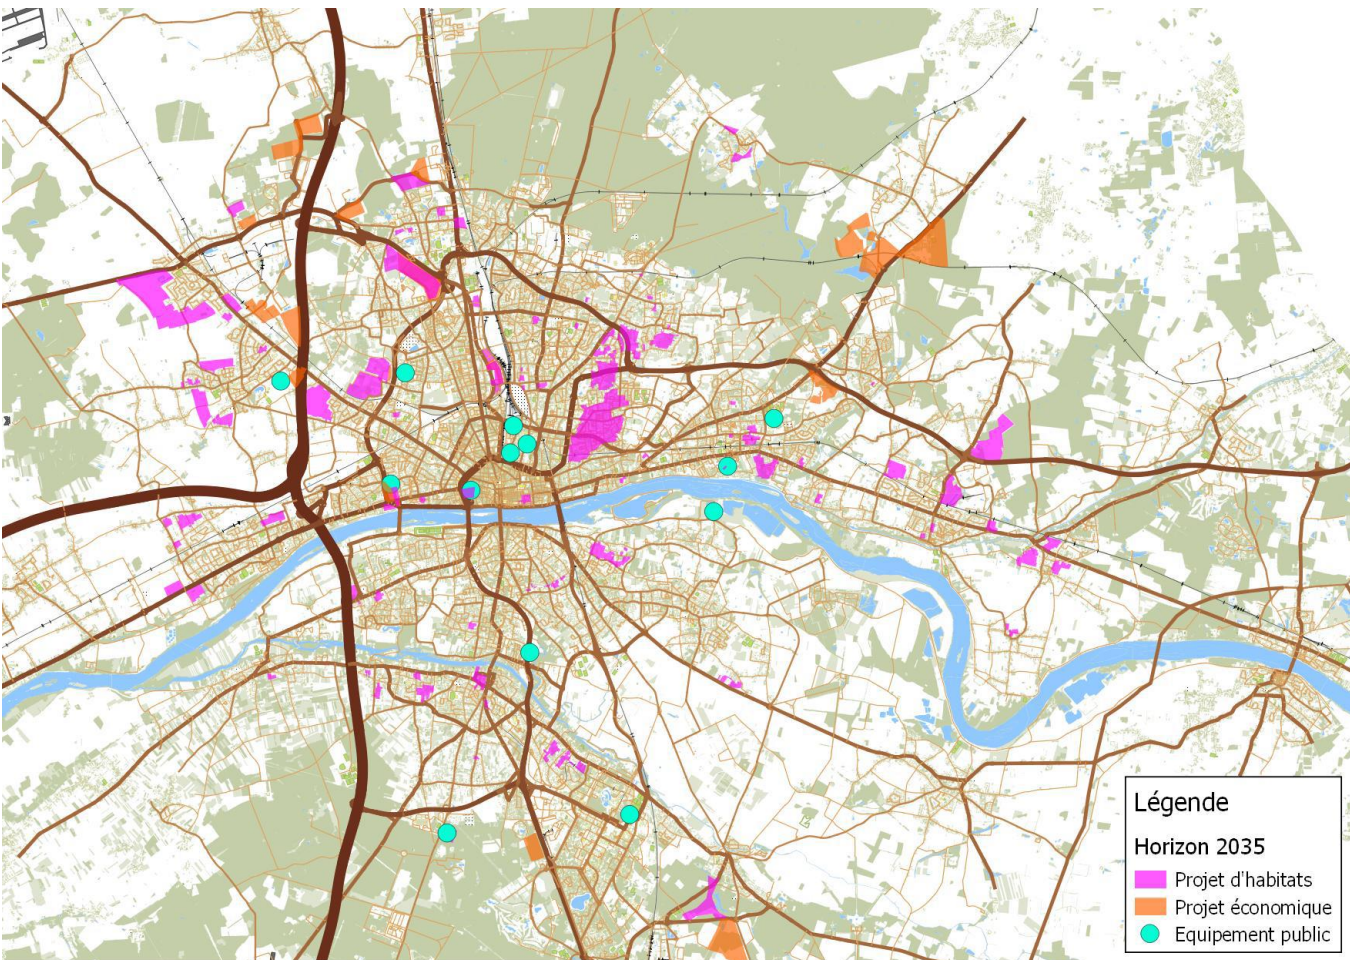 Légende
Horizon 2035
Projet d'habitats
Projet économique
Equipement public